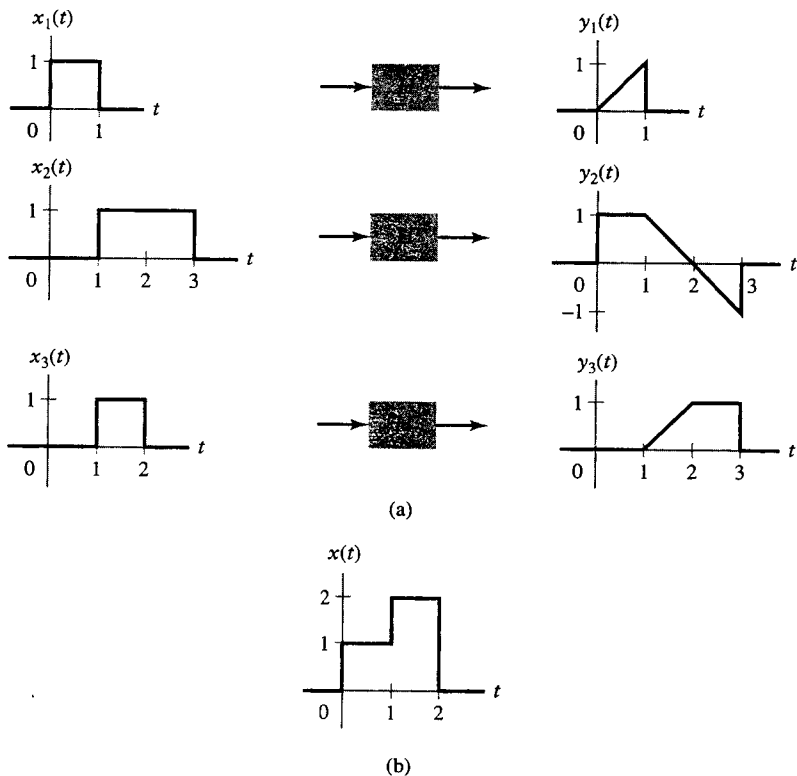 x₁(t) y₁(t)
1 1
0 1 t 0 1 t
x₂(t) y₂(t)
1 1
0 1 2 3 t 0 1 2 3 t
−1
x₃(t) y₃(t)
1 1
0 1 2 t 0 1 2 3 t
(a)
x(t)
2
1
0 1 2 t
(b)